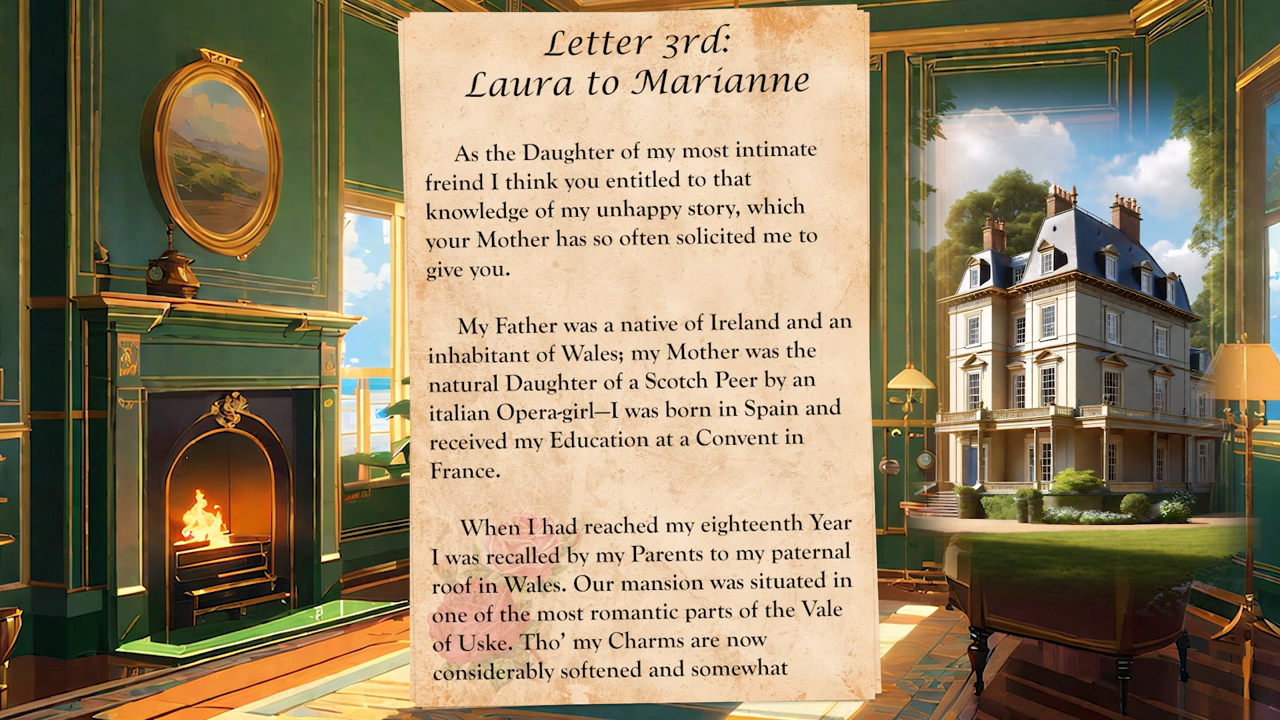 Letter 3rd:
Laura to Marianne
As the Daughter of my most intimate
freind I think you entitled to that
knowledge of my unhappy story, which
your Mother has so often solicited me to
give you.
My Father was a native of Ireland and an
inhabitant of Wales; my Mother was the
natural Daughter of a Scotch Peer by an
italian Opera-girl—I was born in Spain and
received my Education at a Convent in
France.
When I had reached my eighteenth Year
I was recalled by my Parents to my paternal
roof in Wales. Our mansion was situated in
one of the most romantic parts of the Vale
of Uske. Tho’ my Charms are now
considerably softened and somewhat